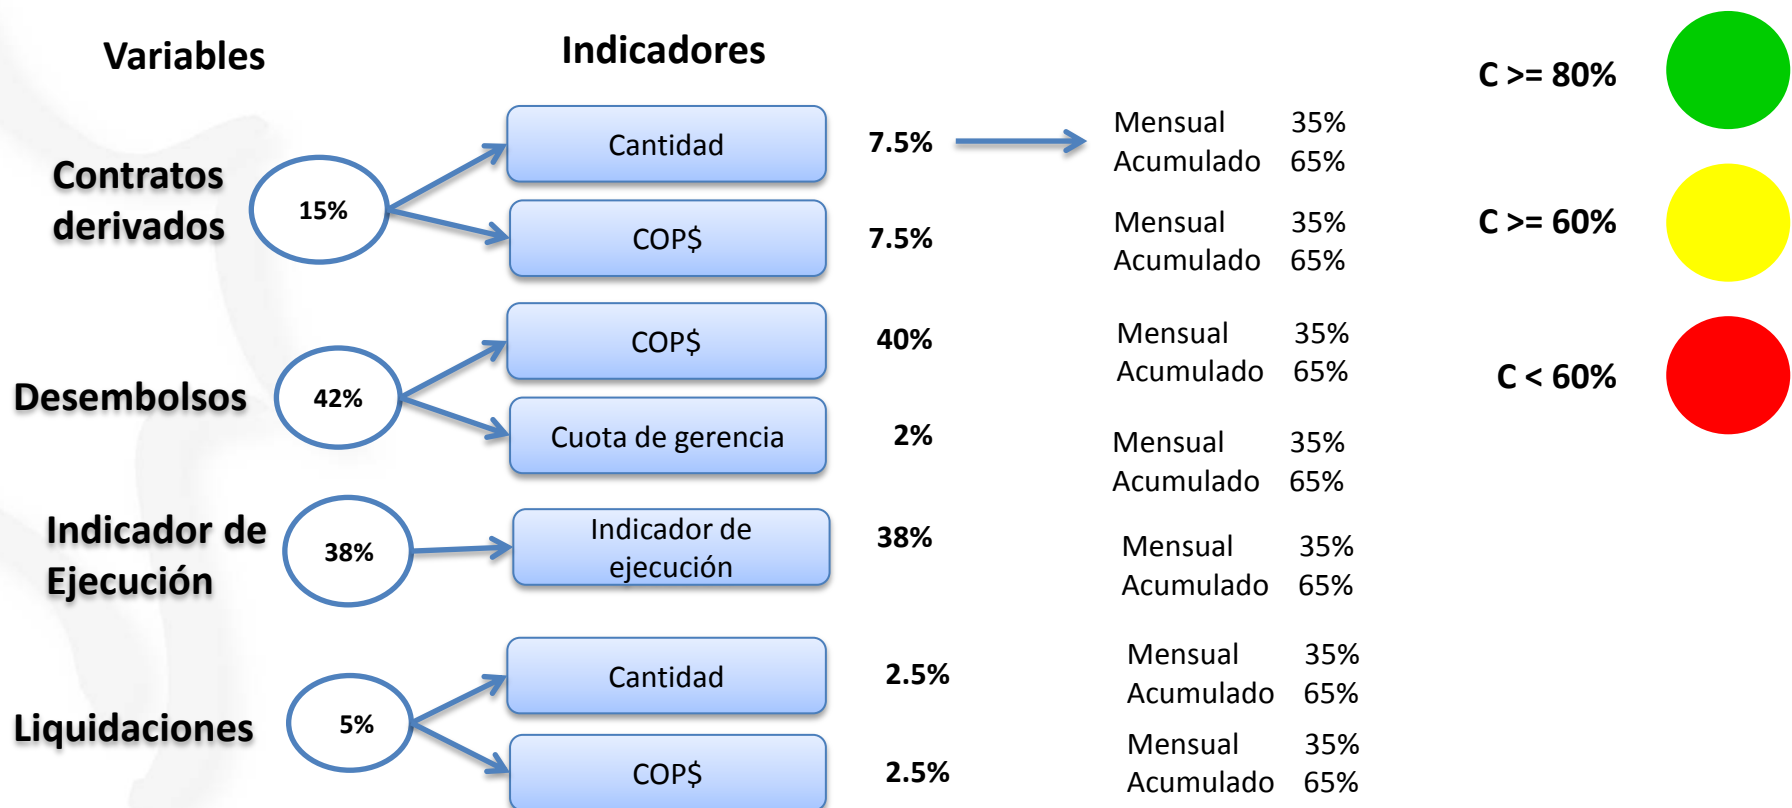 Variables
Indicadores
C >= 80%
Contratos
derivados
15%
Cantidad
7.5%
Mensual 35%
Acumulado 65%
COP$
7.5%
Mensual 35%
Acumulado 65%
C >= 60%
Desembolsos
42%
COP$
40%
Mensual 35%
Acumulado 65%
C < 60%
Cuota de gerencia
2%
Mensual 35%
Acumulado 65%
Indicador de
Ejecución
38%
Indicador de
ejecución
38%
Mensual 35%
Acumulado 65%
Liquidaciones
5%
Cantidad
2.5%
Mensual 35%
Acumulado 65%
COP$
2.5%
Mensual 35%
Acumulado 65%